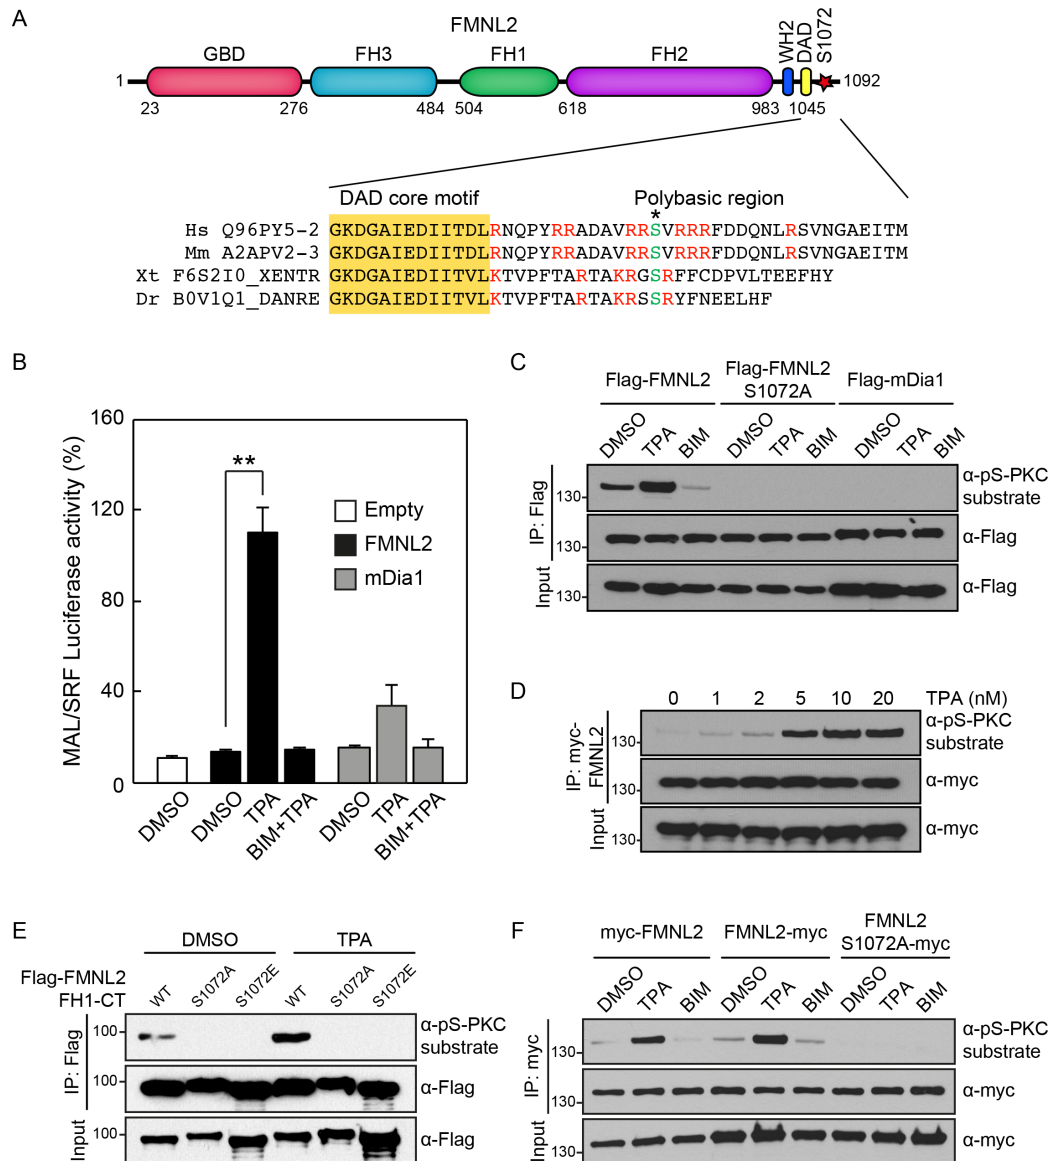 A
FMNL2
GBD FH3 FH1 FH2 WH2 DAD S1072
1 1092
23 276 484 504 618 983 1045
DAD core motif Polybasic region
*
Hs Q96PY5-2 GKDGAIEDIITDLRNQPYRRADAVRRSVRRRFDDQNLRSVNGAEITM
Mm A2APV2-3 GKDGAIEDIITDLRNQPYRRADAVRRSVRRRFDDQNLRSVNGAEITM
Xt F6S2I0_XENTR GKDGAIEDIITVLKTVPFTARTAKRGSRFFCDPVLTEEFHY
Dr B0V1Q1_DANRE GKDGAIEDIITVLKTVPFTARTAKRSSRYFNEELHF
B
MAL/SRF Luciferase activity (%)
160
120
80
40
0
**
Empty
FMNL2
mDia1
DMSO DMSO TPA BIM+TPA DMSO TPA BIM+TPA
C
Flag-FMNL2 Flag-FMNL2 S1072A Flag-mDia1
DMSO TPA BIM DMSO TPA BIM DMSO TPA BIM
IP: Flag
130 α-pS-PKC substrate
130 α-Flag
Input
130 α-Flag
D
0 1 2 5 10 20 TPA (nM)
IP: myc-FMNL2
130 α-pS-PKC substrate
130 α-myc
Input
130 α-myc
E
DMSO TPA
Flag-FMNL2 FH1-CT
WT S1072A S1072E WT S1072A S1072E
IP: Flag
100 α-pS-PKC substrate
100 α-Flag
Input
100 α-Flag
F
myc-FMNL2 FMNL2-myc FMNL2 S1072A-myc
DMSO TPA BIM DMSO TPA BIM DMSO TPA BIM
IP: myc
130 α-pS-PKC substrate
130 α-myc
Input
130 α-myc